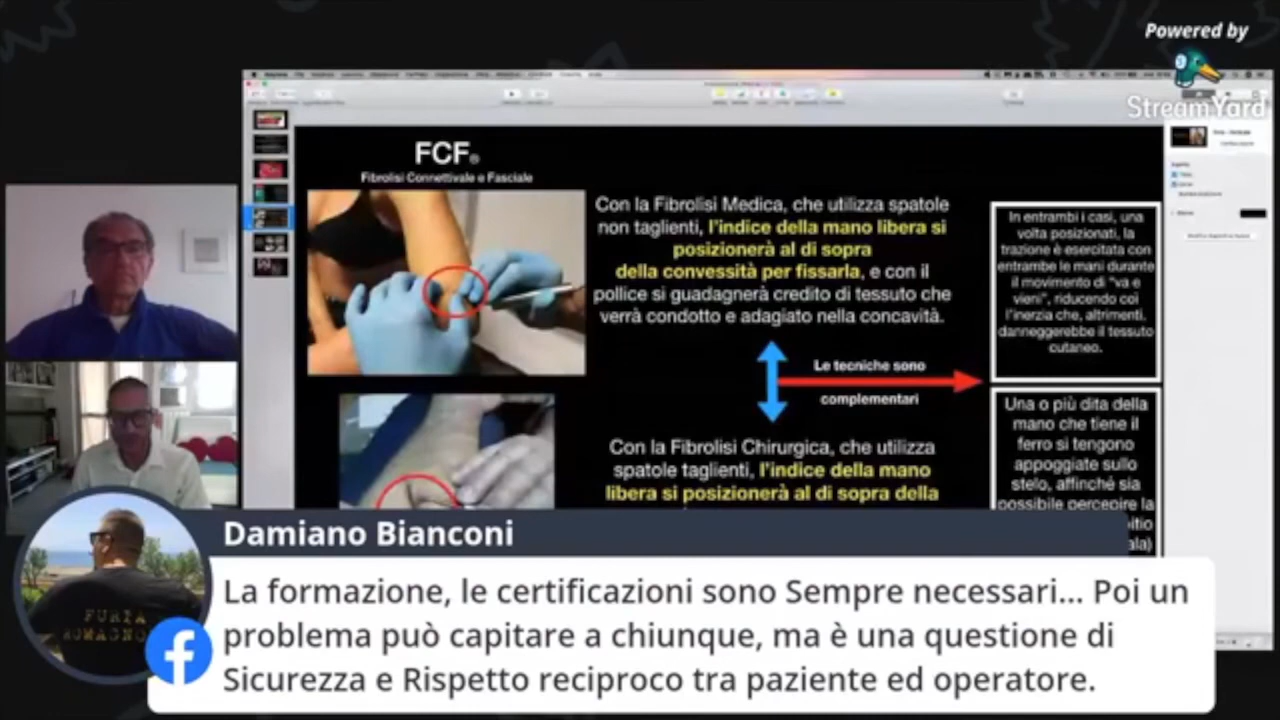 Powered by
StreamYard
FCF®
Fibrolisi Connettivale e Fasciale
Con la Fibrolisi Medica, che utilizza spatole
non taglienti, l'indice della mano libera si
posizionerà al di sopra
della convessità per fissarla, e con il
pollice si guadagnerà credito di tessuto che
verrà condotto e adagiato nella concavità.
In entrambi i casi, una
volta posizionati, la
trazione è esercitata con
entrambe le mani durante
il movimento di "va e
vieni", riducendo così
l'inerzia che, altrimenti,
danneggerebbe il tessuto
cutaneo.
Le tecniche sono
complementari
Con la Fibrolisi Chirurgica, che utilizza
spatole taglienti, l'indice della mano
libera si posizionerà al di sopra della
Una o più dita della
mano che tiene il
ferro si tengono
appoggiate sullo
stelo, affinché sia
possibile percepire la
Damiano Bianconi
La formazione, le certificazioni sono Sempre necessari... Poi un
problema può capitare a chiunque, ma è una questione di
Sicurezza e Rispetto reciproco tra paziente ed operatore.
FURIA